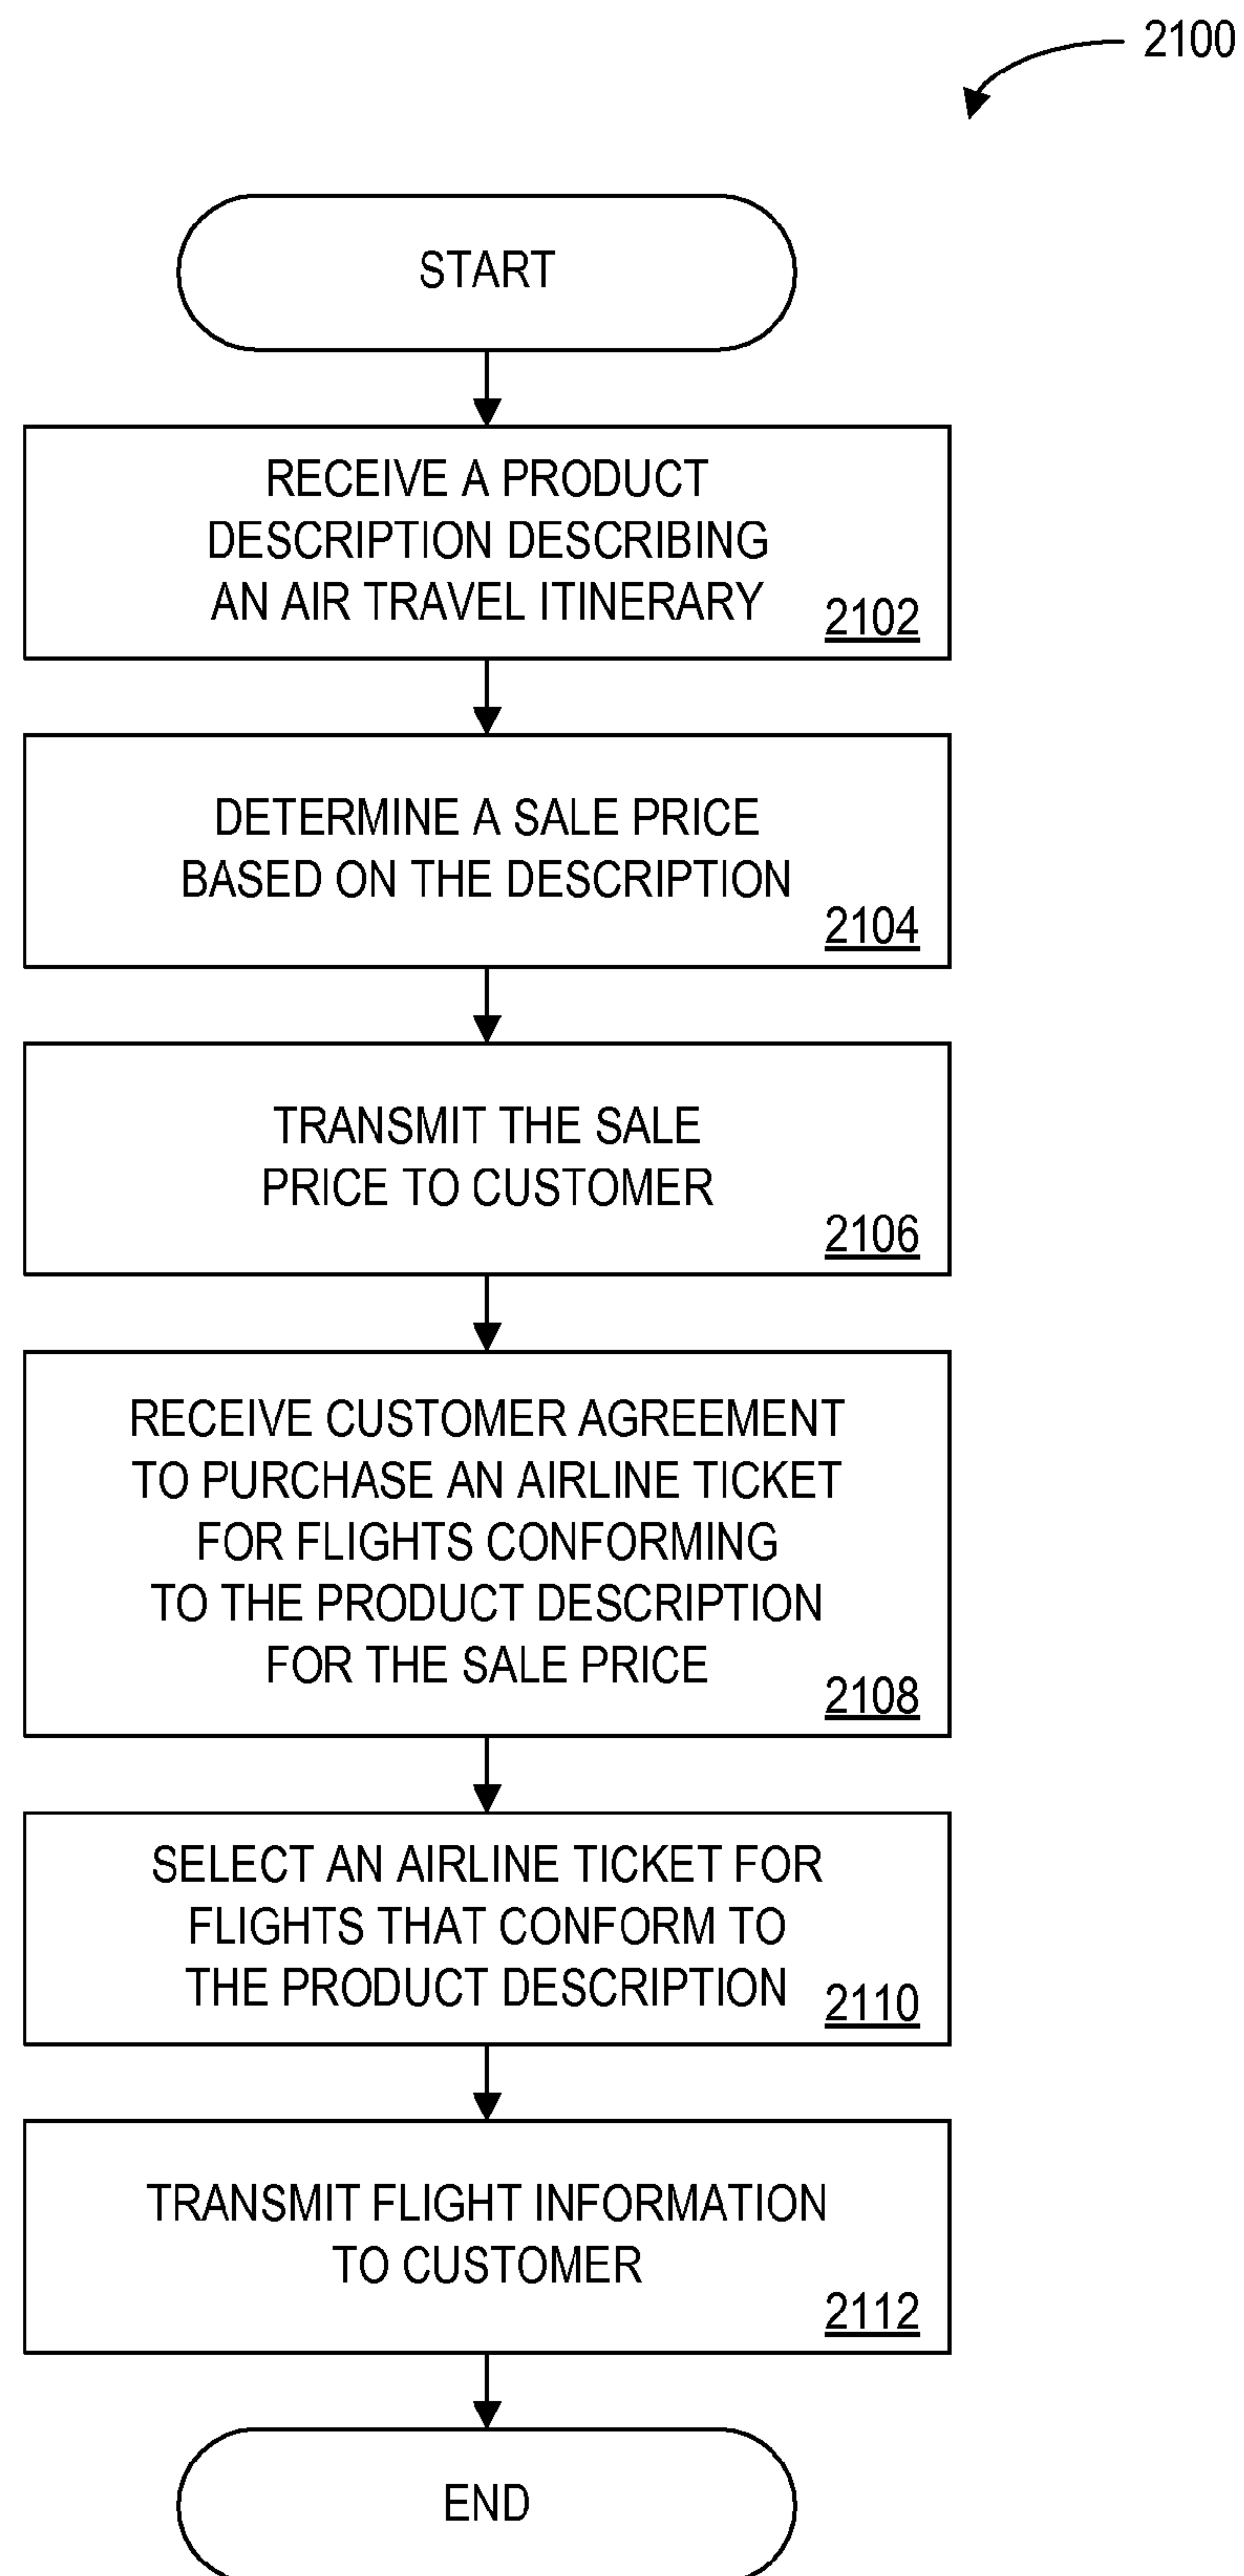 2100
START
RECEIVE A PRODUCT
DESCRIPTION DESCRIBING
AN AIR TRAVEL ITINERARY
2102
DETERMINE A SALE PRICE
BASED ON THE DESCRIPTION
2104
TRANSMIT THE SALE
PRICE TO CUSTOMER
2106
RECEIVE CUSTOMER AGREEMENT
TO PURCHASE AN AIRLINE TICKET
FOR FLIGHTS CONFORMING
TO THE PRODUCT DESCRIPTION
FOR THE SALE PRICE
2108
SELECT AN AIRLINE TICKET FOR
FLIGHTS THAT CONFORM TO
THE PRODUCT DESCRIPTION
2110
TRANSMIT FLIGHT INFORMATION
TO CUSTOMER
2112
END